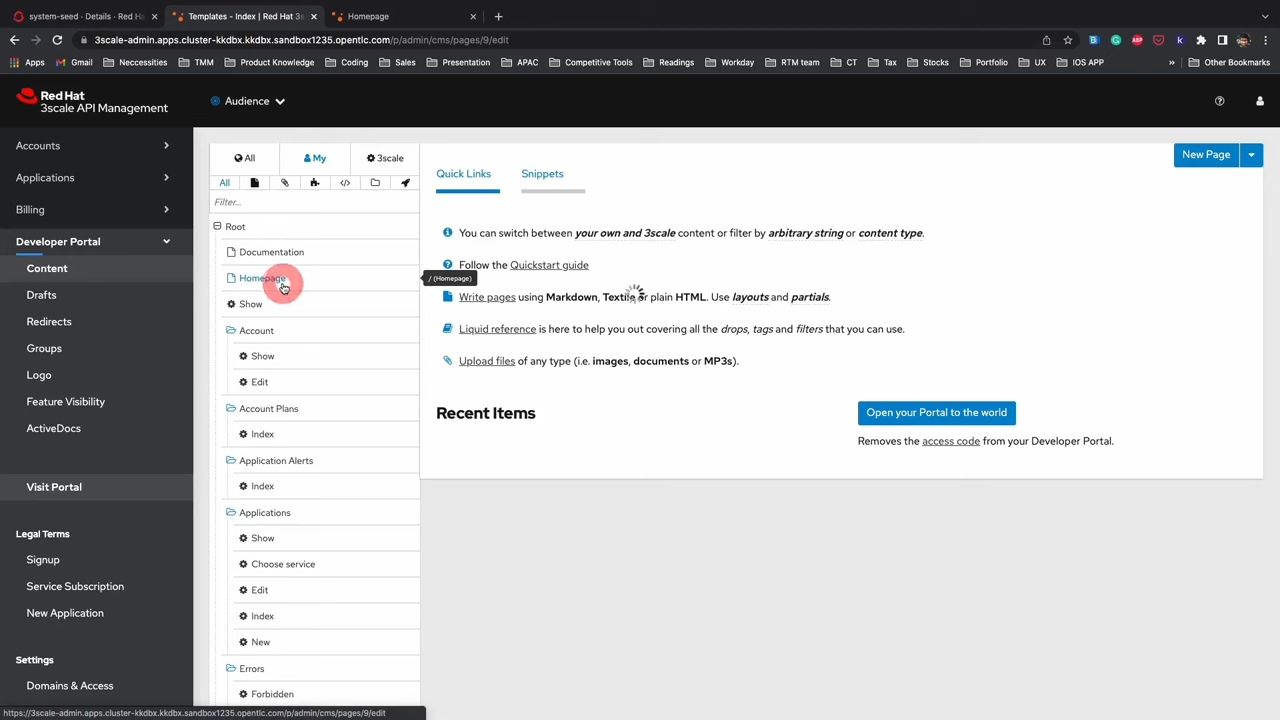 system-seed · Details · Red Ha
Templates - Index | Red Hat 3s
Homepage
3scale-admin.apps.cluster-kkdbx.kkdbx.sandbox1235.opentlc.com/p/admin/cms/pages/9/edit
Apps Gmail Neccessities TMM Product Knowledge Coding Sales Presentation APAC Competitive Tools Readings Workday RTM team CT Tax Stocks Portfolio UX IOS APP » Other Bookmarks
Red Hat
3scale API Management
Audience
Accounts
Applications
Billing
Developer Portal
Content
Drafts
Redirects
Groups
Logo
Feature Visibility
ActiveDocs
Visit Portal
Legal Terms
Signup
Service Subscription
New Application
Settings
Domains & Access
All My 3scale
All
Filter...
Root
Documentation
Homepage
Show
Account
Show
Edit
Account Plans
Index
Application Alerts
Index
Applications
Show
Choose service
Edit
Index
New
Errors
Forbidden
/ (Homepage)
New Page
Quick Links Snippets
You can switch between your own and 3scale content or filter by arbitrary string or content type.
Follow the Quickstart guide
Write pages using Markdown, Textile or plain HTML. Use layouts and partials.
Liquid reference is here to help you out covering all the drops, tags and filters that you can use.
Upload files of any type (i.e. images, documents or MP3s).
Recent Items
Open your Portal to the world
Removes the access code from your Developer Portal.
https://3scale-admin.apps.cluster-kkdbx.kkdbx.sandbox1235.opentlc.com/p/admin/cms/pages/9/edit